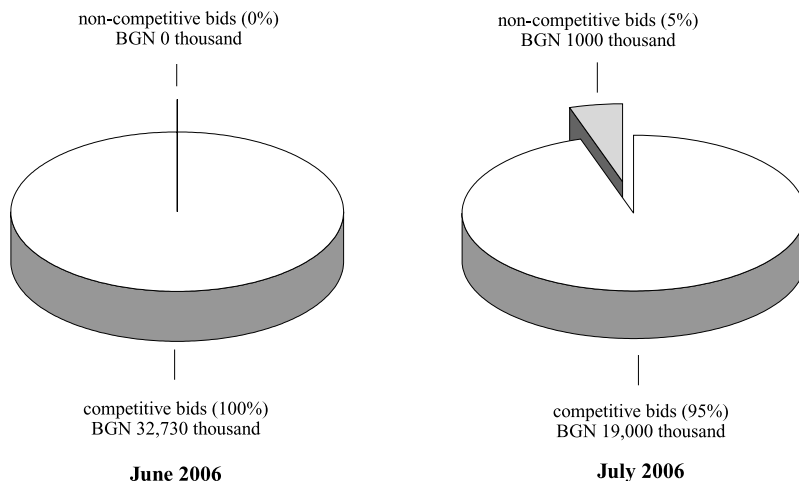 non-competitive bids (0%)
BGN 0 thousand
competitive bids (100%)
BGN 32,730 thousand
June 2006
non-competitive bids (5%)
BGN 1000 thousand
competitive bids (95%)
BGN 19,000 thousand
July 2006